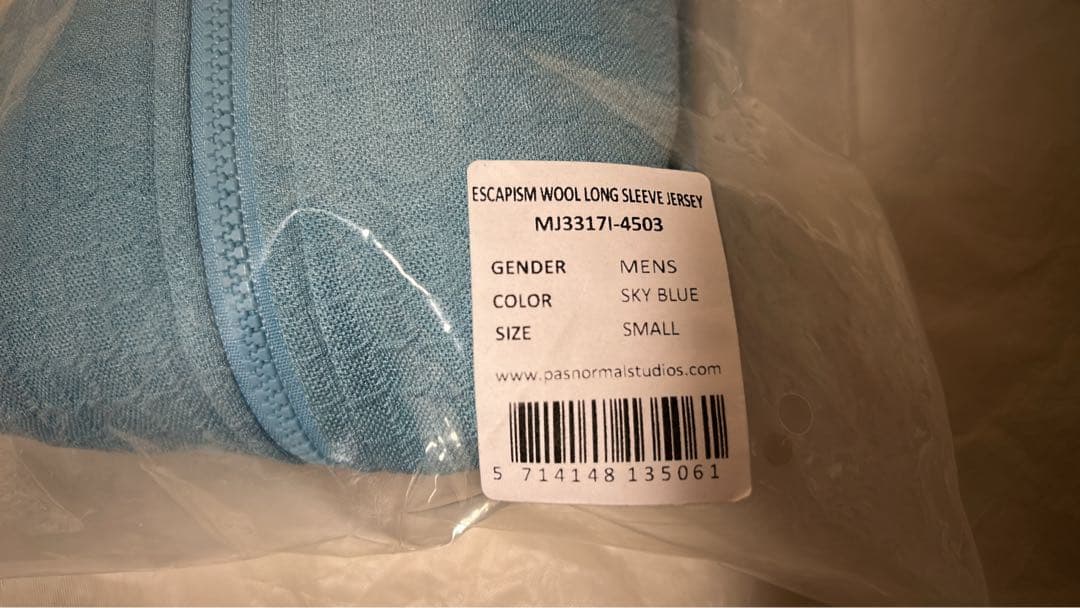 ESCAPISM WOOL LONG SLEEVE JERSEY
MJ3317I-4503
GENDER MENS
COLOR SKY BLUE
SIZE SMALL
www.pasnormalstudios.com
5 714148 135061